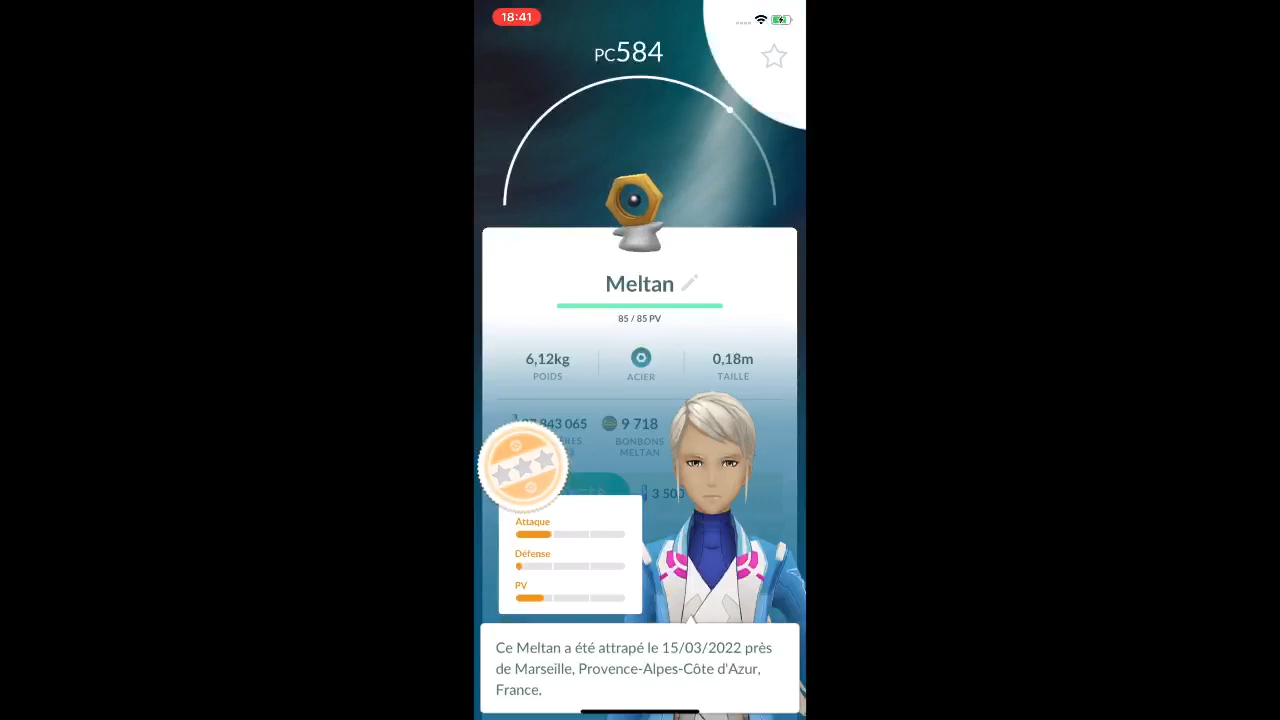 18:41
PC584
Meltan
85 / 85 PV
6,12kg
POIDS
ACIER
0,18m
TAILLE
9 718
BONBONS
MELTAN
3 500
Attaque
Défense
PV
Ce Meltan a été attrapé le 15/03/2022 près
de Marseille, Provence-Alpes-Côte d'Azur,
France.